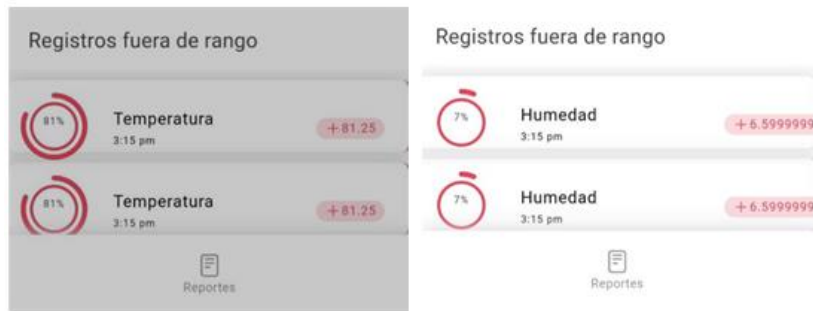 Registros fuera de rango
81%
Temperatura
+81.25
3:15 pm
81%
Temperatura
+81.25
3:15 pm
Reportes
Registros fuera de rango
7%
Humedad
+6.5999999
3:15 pm
7%
Humedad
+6.5999999
3:15 pm
Reportes